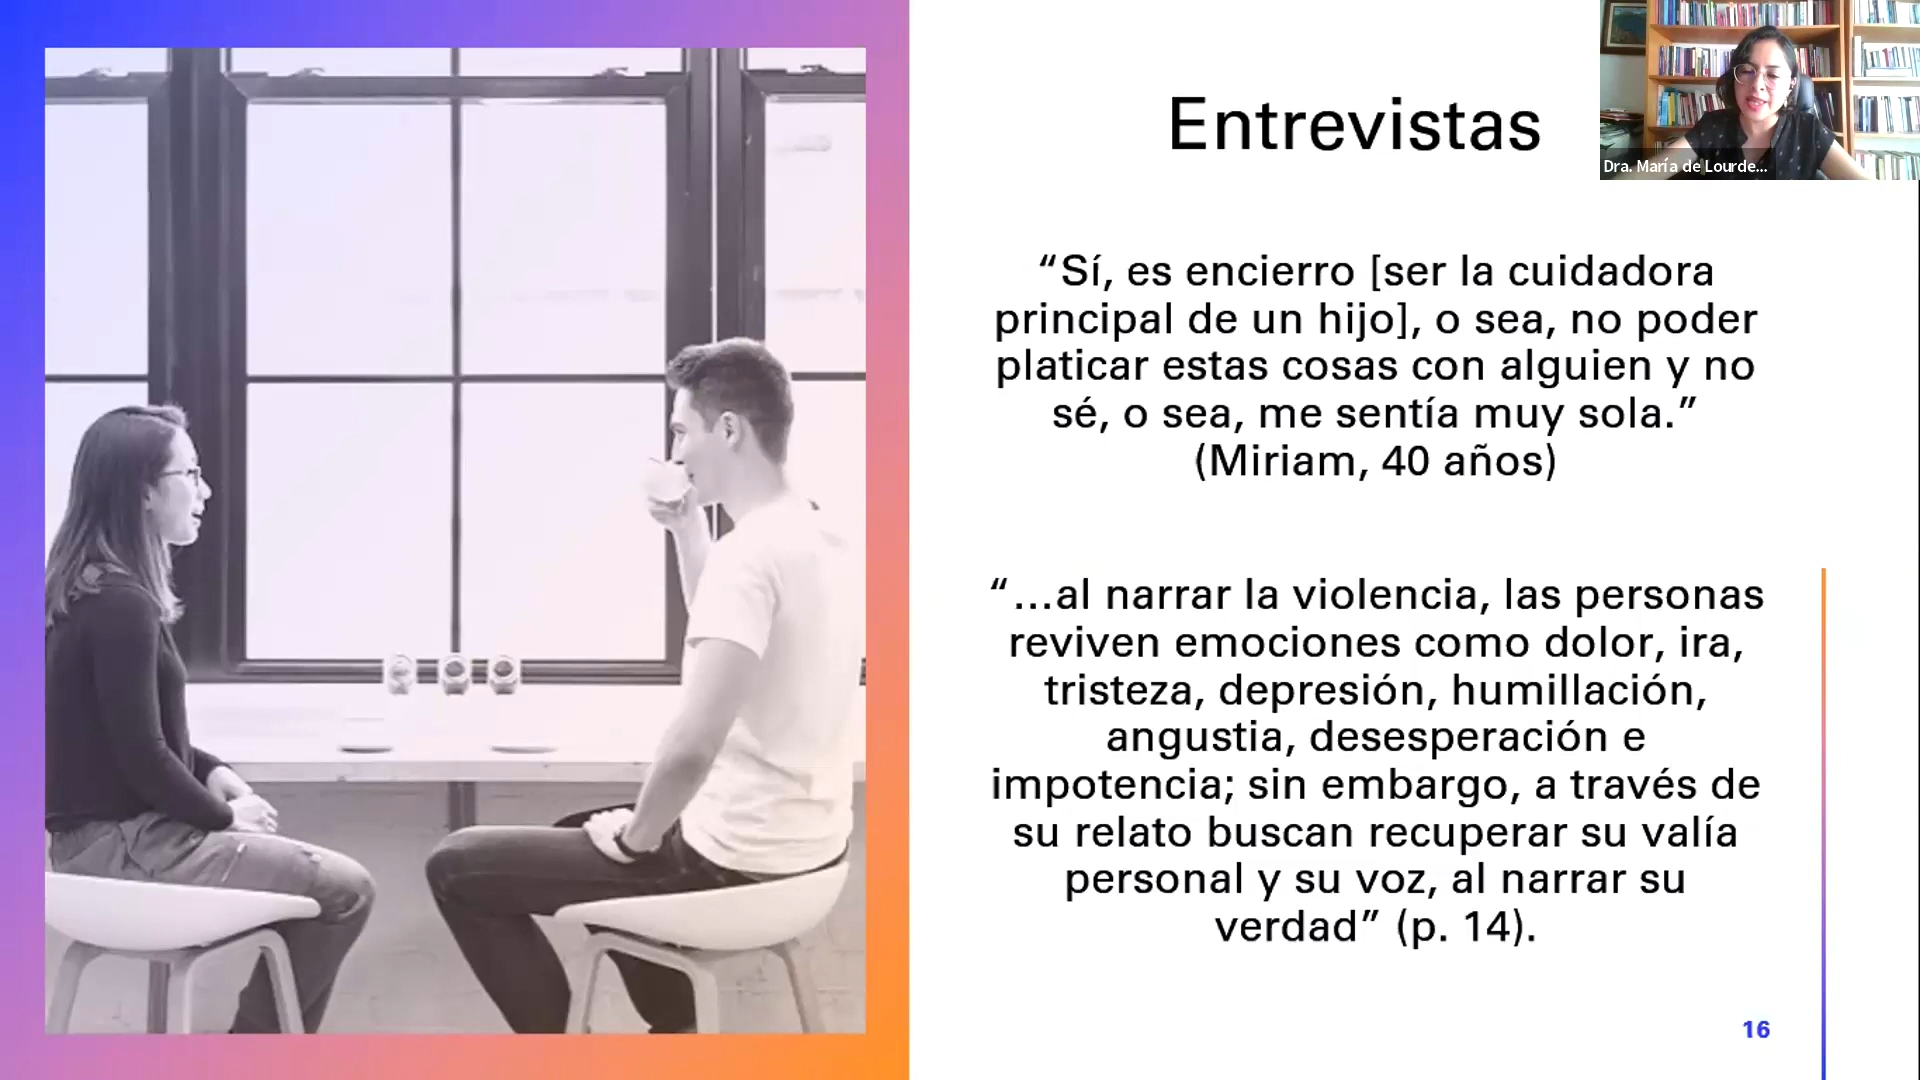 Entrevistas
Dra. María de Lourde...
“Sí, es encierro [ser la cuidadora
principal de un hijo], o sea, no poder
platicar estas cosas con alguien y no
sé, o sea, me sentía muy sola.”
(Miriam, 40 años)
“...al narrar la violencia, las personas
reviven emociones como dolor, ira,
tristeza, depresión, humillación,
angustia, desesperación e
impotencia; sin embargo, a través de
su relato buscan recuperar su valía
personal y su voz, al narrar su
verdad” (p. 14).
16